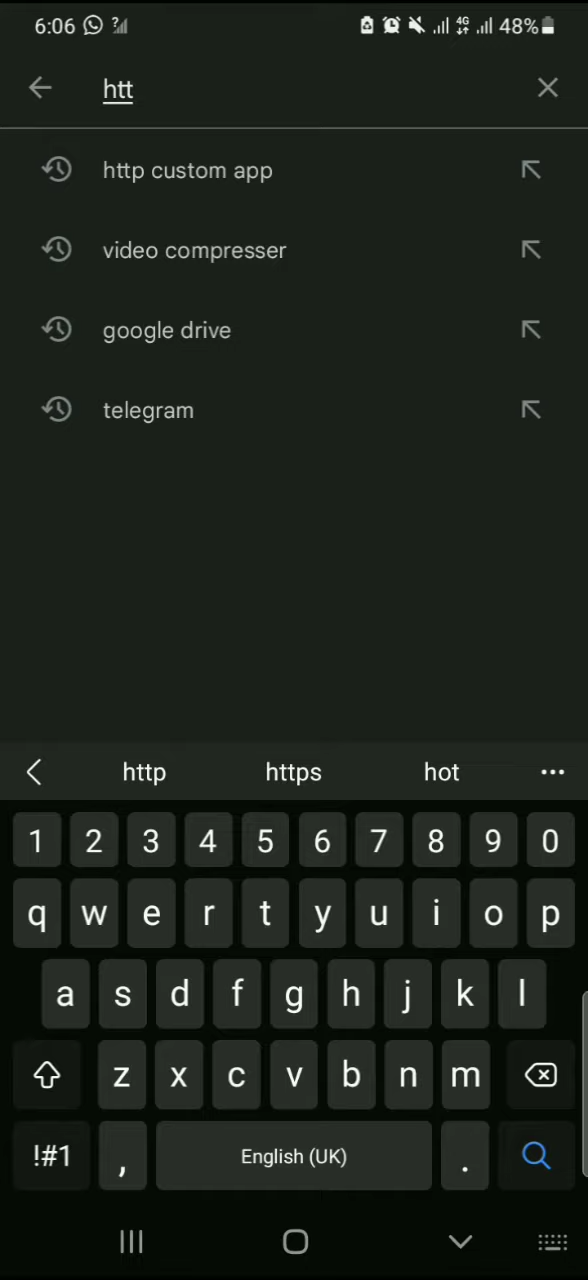 6:06 ? 4G 48%
htt
http custom app
video compresser
google drive
telegram
http https hot
1 2 3 4 5 6 7 8 9 0
q w e r t y u i o p
a s d f g h j k l
z x c v b n m
!#1 , English (UK) .